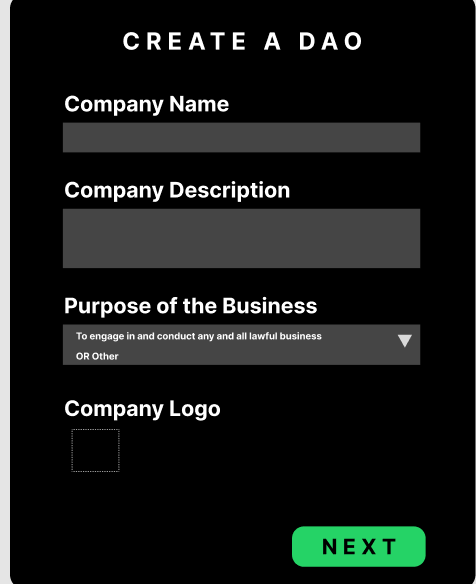 CREATE A DAO
Company Name
Company Description
Purpose of the Business
To engage in and conduct any and all lawful business
OR Other
Company Logo
NEXT